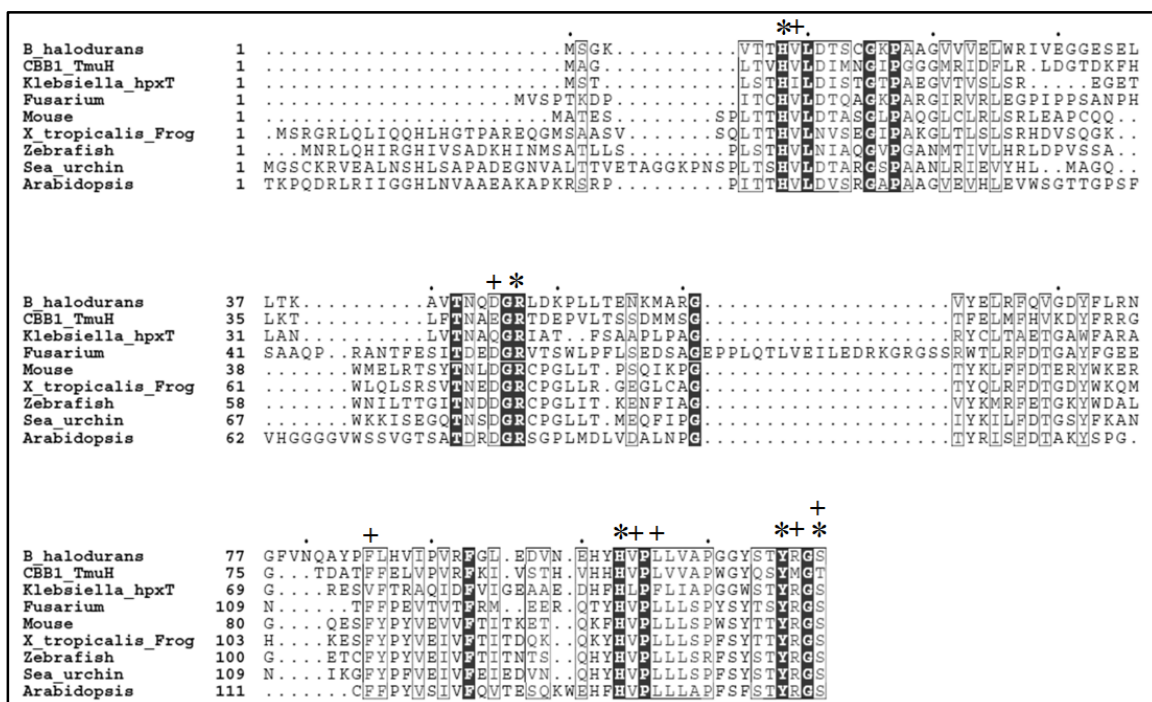 *+
B_halodurans 1 ........................MSGK.........VTTHVLDTSCGKPAAGVVVELWRIVEGGESEL
CBB1_TmuH 1 ........................MAG..........LTVHVLDIMNGIPGGGMRIDFLR.LDGTDKFH
Klebsiella_hpxT 1 ........................MST..........LSTHILDISTGTPAEGVTVSLSR.....EGET
Fusarium 1 ....................MVSPTKDP.........ITCHVLDTQAGKPARGIRVRLEGPIPPSANPH
Mouse 1 ........................MATES......SPLTTHVLDTASGLPAQGLCLRLSRLEAPCQQ..
X_tropicalis_Frog 1 .MSRGRLQLIQQHLHGTPAREQGMSAASV......SQLTTHVLNVSEGIPAKGLTLSLSRHDVSQGK..
Zebrafish 1 ...MNRLQHIRGHIVSADKHINMSATLLS......PLSTHVLNIAQGVPGANMTIVLHRLDPVSSA..
Sea_urchin 1 MGSCKRVEALNSHLSAPADEGNVALTTVETAGGKPNSPLTSHVLDTARGSPAANLRIEVYHL..MAGQ..
Arabidopsis 1 TKPQDRLRIIGGHLNVAAEAKAPKRSRP.......PITTHVLDVSRGAPAAGVEVHLEVWSGTTGPSF
+ *
B_halodurans 37 LTK.........AVTNQDGRLDKPLLTENKMARG....................VYELRFQVGDYFLRN
CBB1_TmuH 35 LKT.........LFTNAEGRTDEPVLTSSDMMSG....................TFELMFHVKDYFRRG
Klebsiella_hpxT 31 LAN.........LVTNAQGRIAT.FSAAPLPAG....................RYCLTAETGAWFARA
Fusarium 41 SAAQP..RANTFESITDEDGRVTSWLPFLSEDSAGEPPLQTLVEILEDRKGRGSSRWTLRFDTGAYFGEE
Mouse 38 .......WMELRTSYTNLDGRCPGLLT.PSQIKPG....................TYKLFFDTERYWKER
X_tropicalis_Frog 61 .......WLQLSRSVTNEDGRCPGLLR.GEGLCAG....................TYQLRFDTGDYWKQM
Zebrafish 58 .......WNILTTGITNDDGRCPGLIT.KENFIAG....................VYKMRFETGKYWDAL
Sea_urchin 67 .......WKKISEGQTNSDGRCPGLLT.MEQFIPG....................IYKILFDTGSYFKAN
Arabidopsis 62 VHGGGGVWSSVGTSATDRDGRSGPLMDLVDALNPG....................TYRISFDTAKYSPG.
+ *++ *+*
+
B_halodurans 77 GFVNQAYPFLHVIPVRFGL.EDVN.EHYHVPLLVAPGGYSTYRGS
CBB1_TmuH 75 G...TDATFFELVPVRFKI.VSTH.VHHHVPLVVAPWGYQSYMGT
Klebsiella_hpxT 69 G...RESVFTRAQIDFVIGEAAE.DHFHLPFLIAPGGWSTYRGS
Fusarium 109 N.....TFFPEVTVTFRM..EER.QTYHVPLLLSPYSYTSYRGS
Mouse 80 G...QESFYPYVEVVFTITKET..QKFHVPLLLSPWSYTTYRGS
X_tropicalis_Frog 103 H...KESFYPYVEIVFTITDQK..QKYHVPLLLSPYSYSTYRGS
Zebrafish 100 G...ETCFYPYVEIVFTITNTS..QHYHVPLLLSRFSYSTYRGS
Sea_urchin 109 N...IKGFYPFVEIVFEIEDVN..QHYHVPLLLSPFSYSTYRGS
Arabidopsis 111 ......CFFPYVSIVFQVTESQKWEHFHVPLLLAPFSFSTYRGS